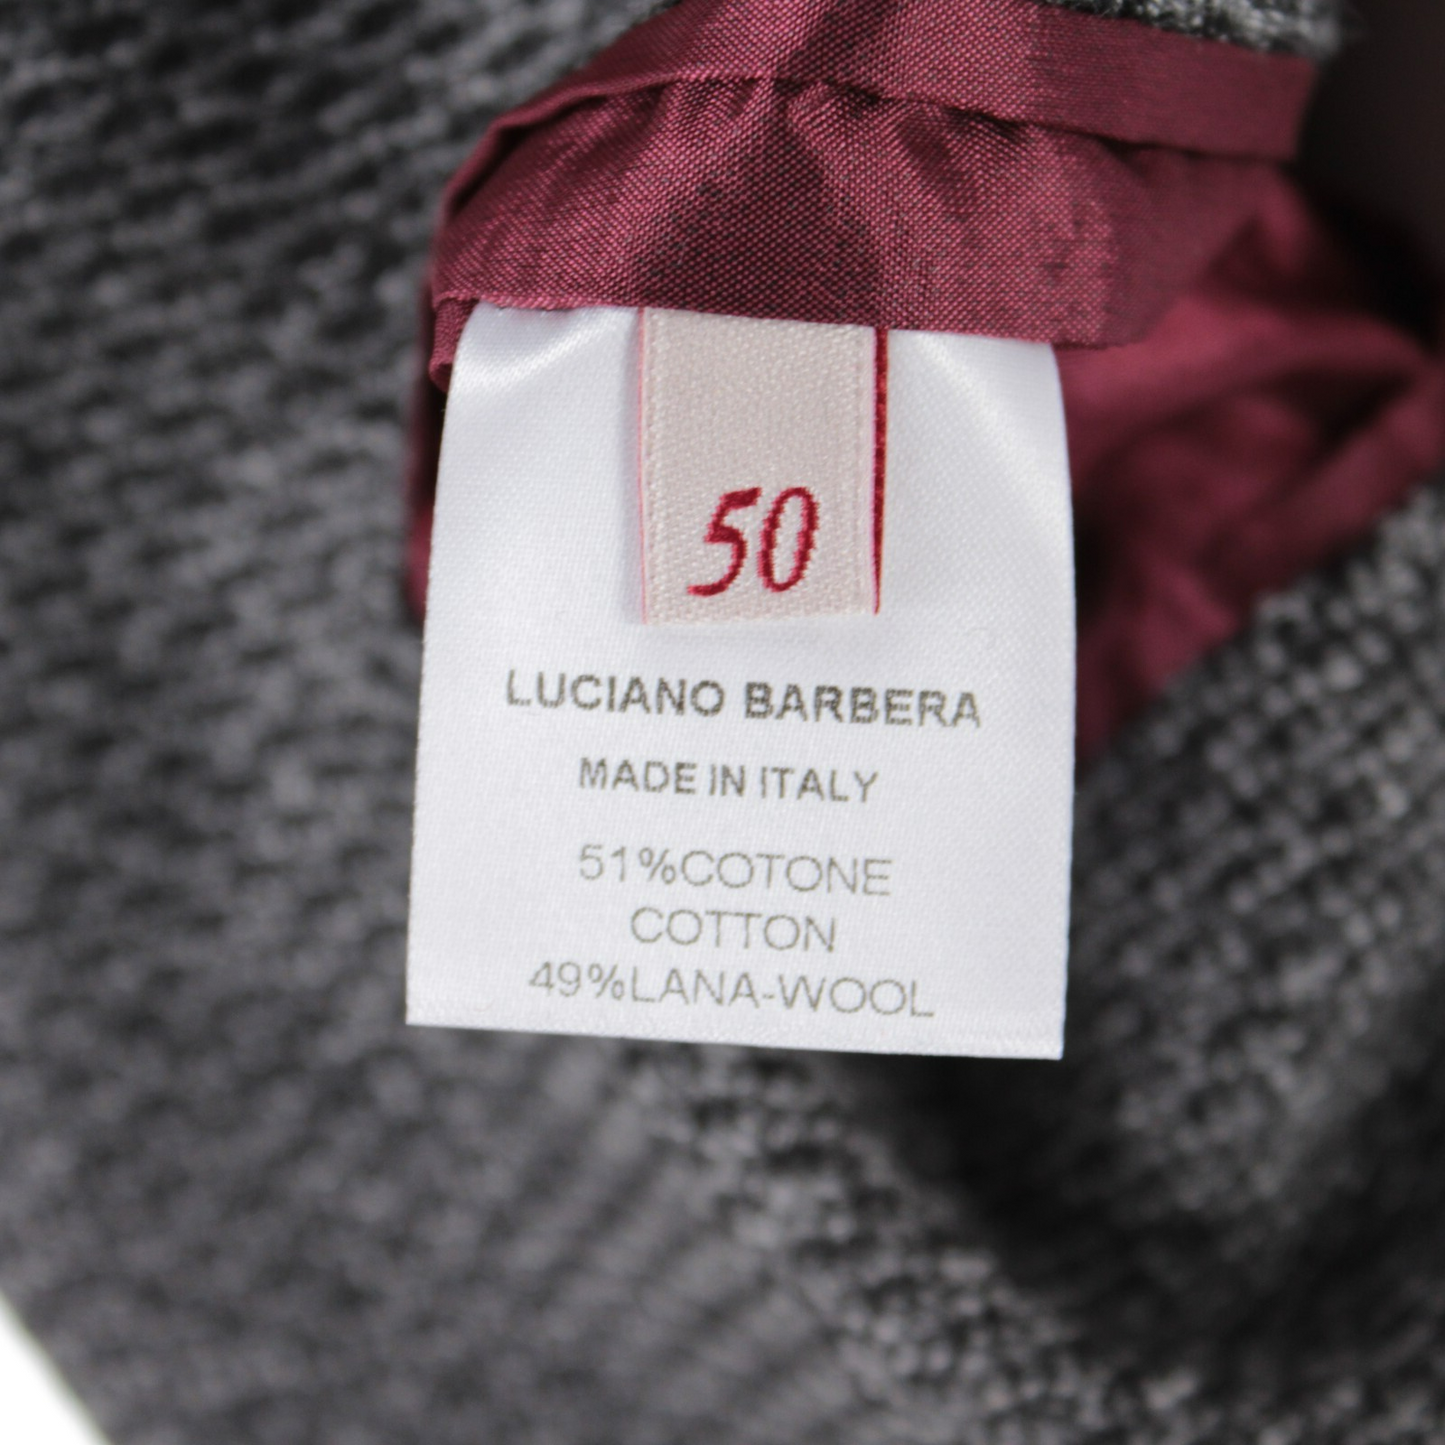 50
LUCIANO BARBERA
MADE IN ITALY
51%COTONE
COTTON
49%LANA-WOOL